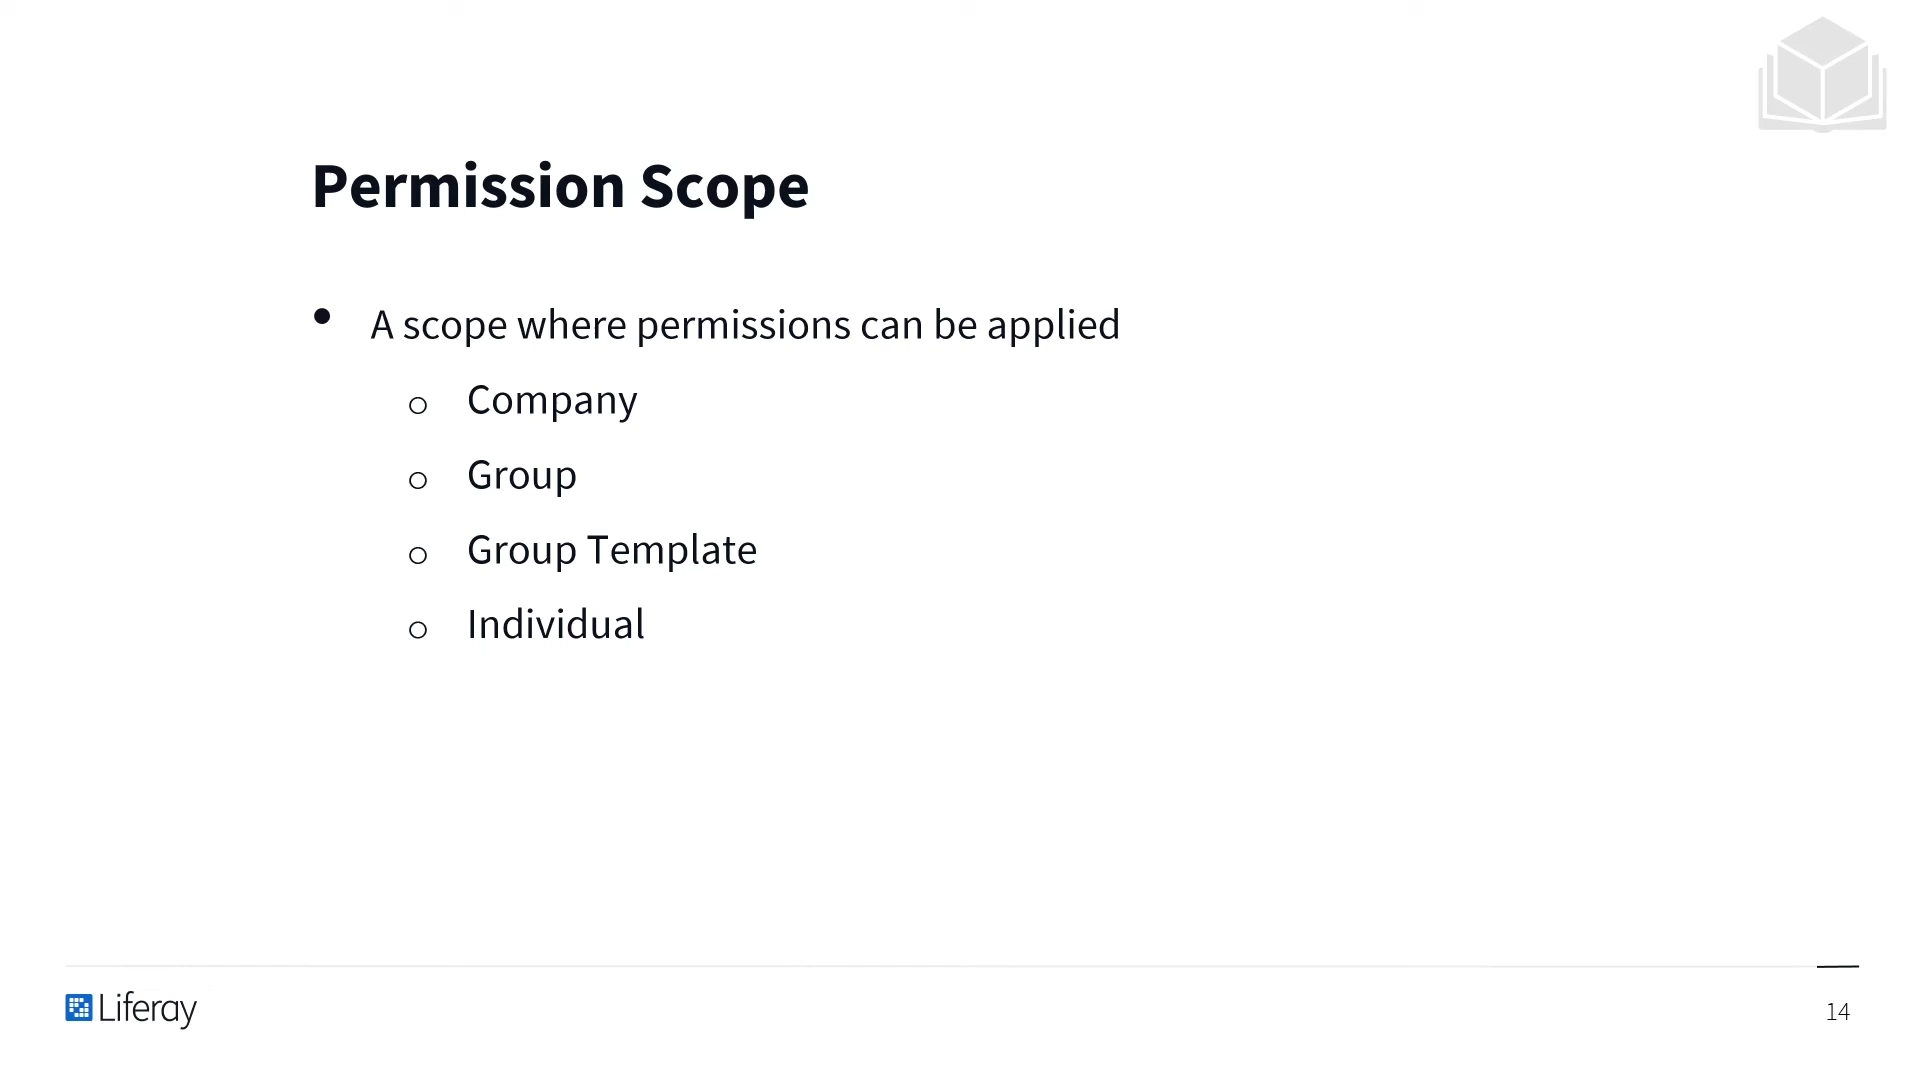 Permission Scope
• A scope where permissions can be applied
o Company
o Group
o Group Template
o Individual
Liferay
14